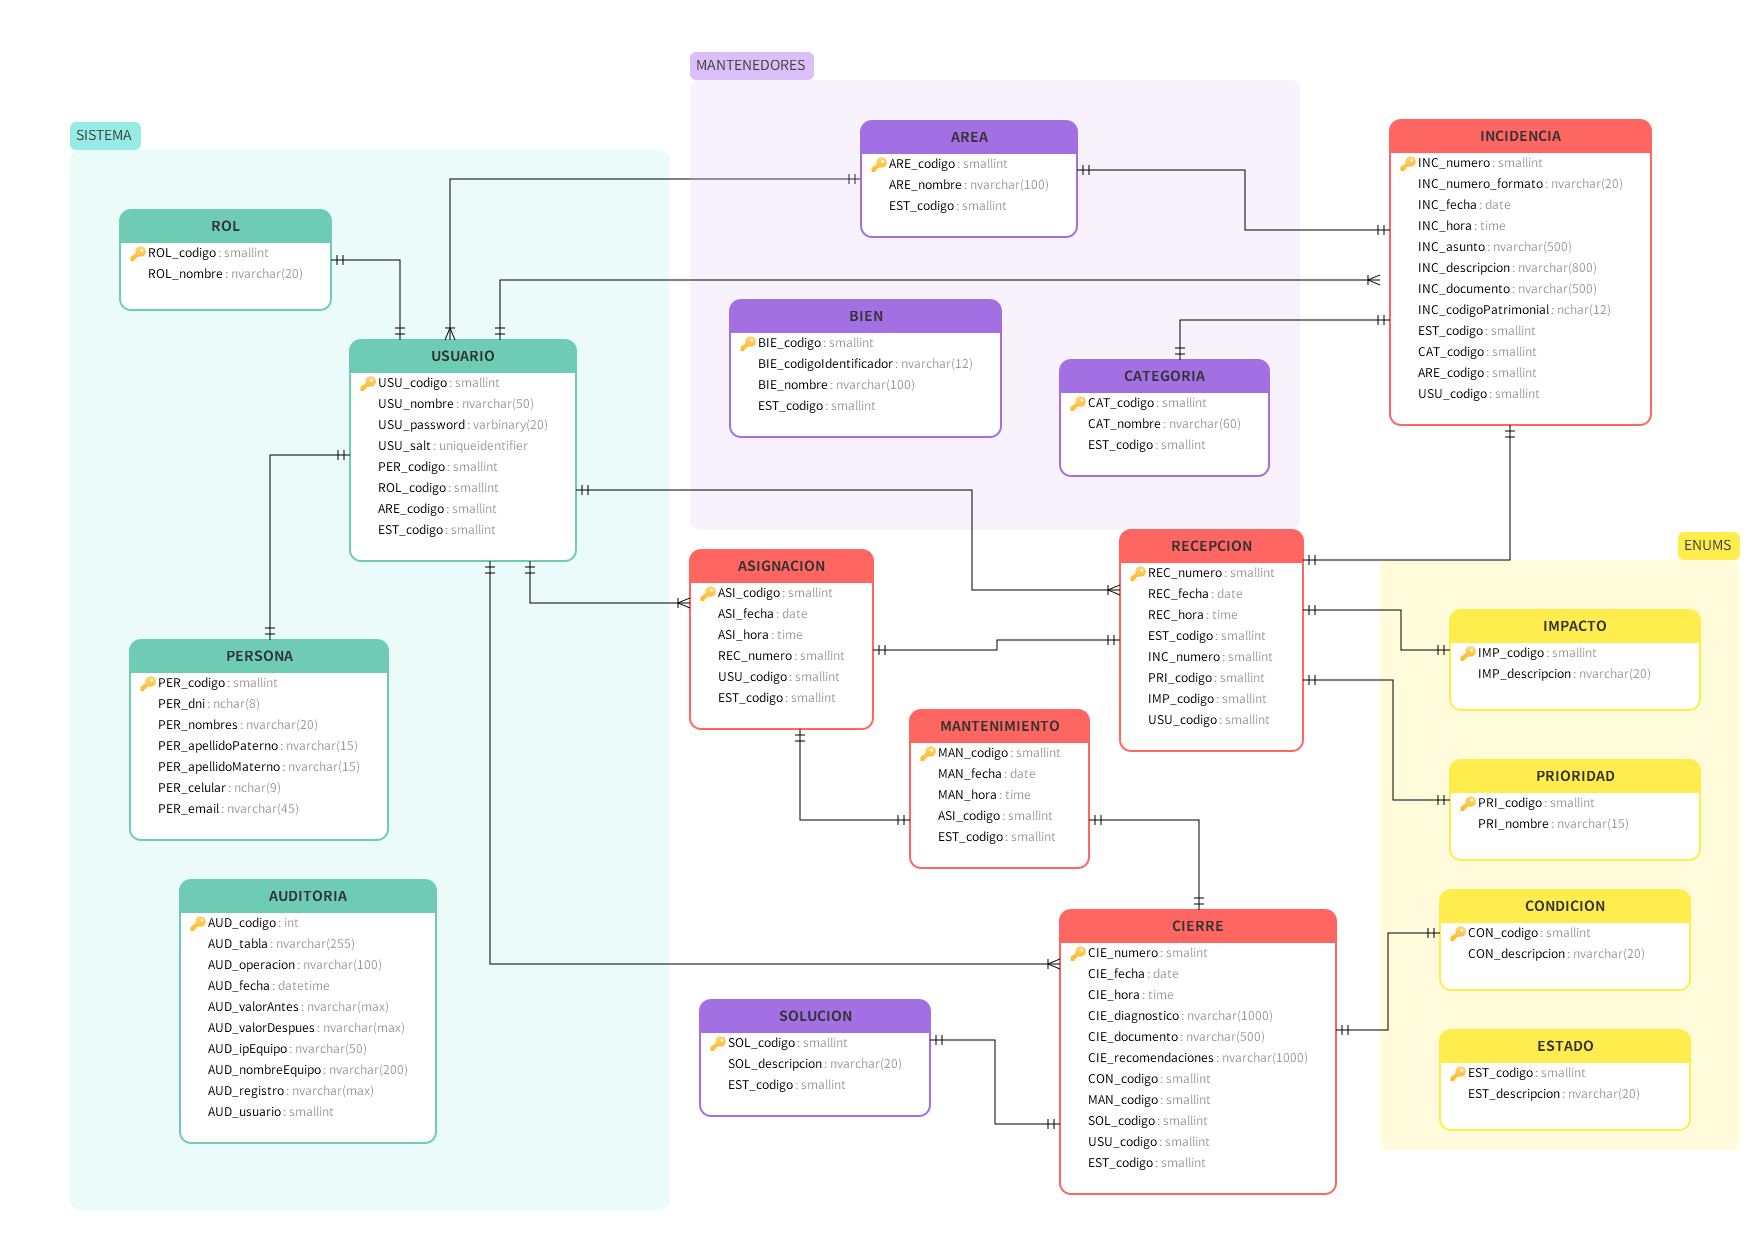 MANTENEDORES
SISTEMA
ROL
ROL_codigo : smallint
ROL_nombre : nvarchar(20)
USUARIO
USU_codigo : smallint
USU_nombre : nvarchar(50)
USU_password : varbinary(20)
USU_salt : uniqueidentifier
PER_codigo : smallint
ROL_codigo : smallint
ARE_codigo : smallint
EST_codigo : smallint
PERSONA
PER_codigo : smallint
PER_dni : nchar(8)
PER_nombres : nvarchar(20)
PER_apellidoPaterno : nvarchar(15)
PER_apellidoMaterno : nvarchar(15)
PER_celular : nchar(9)
PER_email : nvarchar(45)
AUDITORIA
AUD_codigo : int
AUD_tabla : nvarchar(255)
AUD_operacion : nvarchar(100)
AUD_fecha : datetime
AUD_valorAntes : nvarchar(max)
AUD_valorDespues : nvarchar(max)
AUD_ipEquipo : nvarchar(50)
AUD_nombreEquipo : nvarchar(200)
AUD_registro : nvarchar(max)
AUD_usuario : smallint
AREA
ARE_codigo : smallint
ARE_nombre : nvarchar(100)
EST_codigo : smallint
BIEN
BIE_codigo : smallint
BIE_codigoIdentificador : nvarchar(12)
BIE_nombre : nvarchar(100)
EST_codigo : smallint
CATEGORIA
CAT_codigo : smallint
CAT_nombre : nvarchar(60)
EST_codigo : smallint
INCIDENCIA
INC_numero : smallint
INC_numero_formato : nvarchar(20)
INC_fecha : date
INC_hora : time
INC_asunto : nvarchar(500)
INC_descripcion : nvarchar(800)
INC_documento : nvarchar(500)
INC_codigoPatrimonial : nchar(12)
EST_codigo : smallint
CAT_codigo : smallint
ARE_codigo : smallint
USU_codigo : smallint
ASIGNACION
ASI_codigo : smallint
ASI_fecha : date
ASI_hora : time
REC_numero : smallint
USU_codigo : smallint
EST_codigo : smallint
RECEPCION
REC_numero : smallint
REC_fecha : date
REC_hora : time
EST_codigo : smallint
INC_numero : smallint
PRI_codigo : smallint
IMP_codigo : smallint
USU_codigo : smallint
MANTENIMIENTO
MAN_codigo : smallint
MAN_fecha : date
MAN_hora : time
ASI_codigo : smallint
EST_codigo : smallint
CIERRE
CIE_numero : smalint
CIE_fecha : date
CIE_hora : time
CIE_diagnostico : nvarchar(1000)
CIE_documento : nvarchar(500)
CIE_recomendaciones : nvarchar(1000)
CON_codigo : smallint
MAN_codigo : smallint
SOL_codigo : smallint
USU_codigo : smallint
EST_codigo : smallint
SOLUCION
SOL_codigo : smallint
SOL_descripcion : nvarchar(20)
EST_codigo : smallint
ENUMS
IMPACTO
IMP_codigo : smallint
IMP_descripcion : nvarchar(20)
PRIORIDAD
PRI_codigo : smallint
PRI_nombre : nvarchar(15)
CONDICION
CON_codigo : smallint
CON_descripcion : nvarchar(20)
ESTADO
EST_codigo : smallint
EST_descripcion : nvarchar(20)